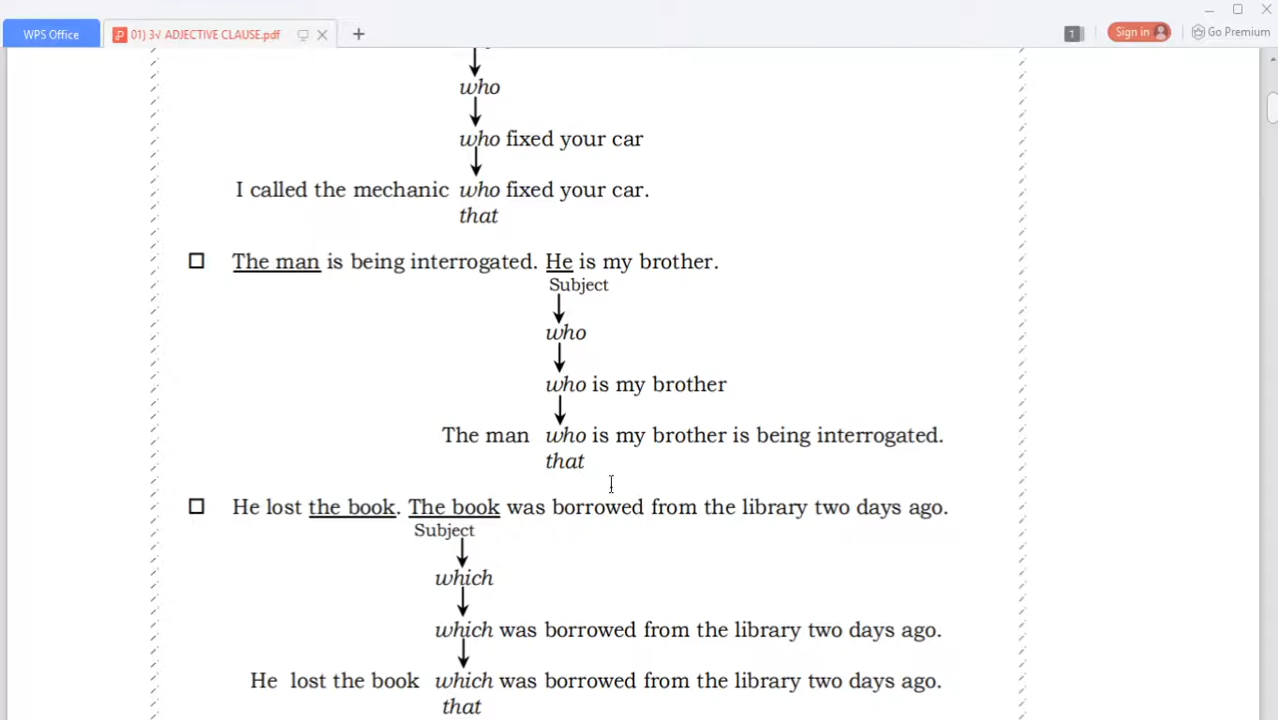 WPS Office
01) 3√ ADJECTIVE CLAUSE.pdf
1
Sign in
Go Premium
who
who fixed your car
I called the mechanic who fixed your car.
that
The man is being interrogated. He is my brother.
Subject
who
who is my brother
The man who is my brother is being interrogated.
that
He lost the book. The book was borrowed from the library two days ago.
Subject
which
which was borrowed from the library two days ago.
He lost the book which was borrowed from the library two days ago.
that